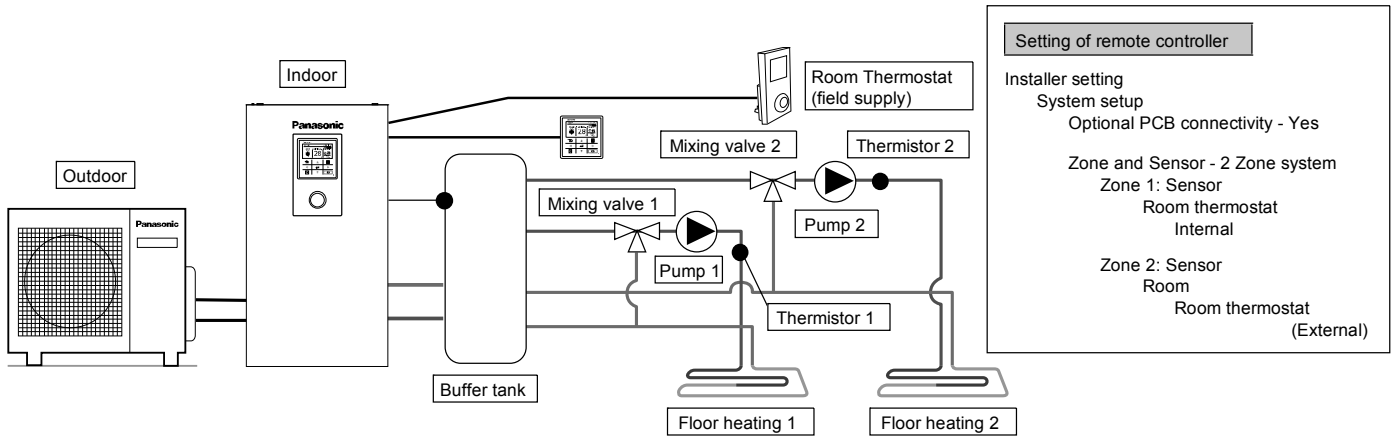 Outdoor
Panasonic
Indoor
Panasonic
28
28
Room Thermostat
(field supply)
Mixing valve 2
Thermistor 2
Mixing valve 1
Pump 2
Pump 1
Thermistor 1
Buffer tank
Floor heating 1
Floor heating 2
Setting of remote controller
Installer setting
System setup
Optional PCB connectivity - Yes
Zone and Sensor - 2 Zone system
Zone 1: Sensor
Room thermostat
Internal
Zone 2: Sensor
Room
Room thermostat
(External)